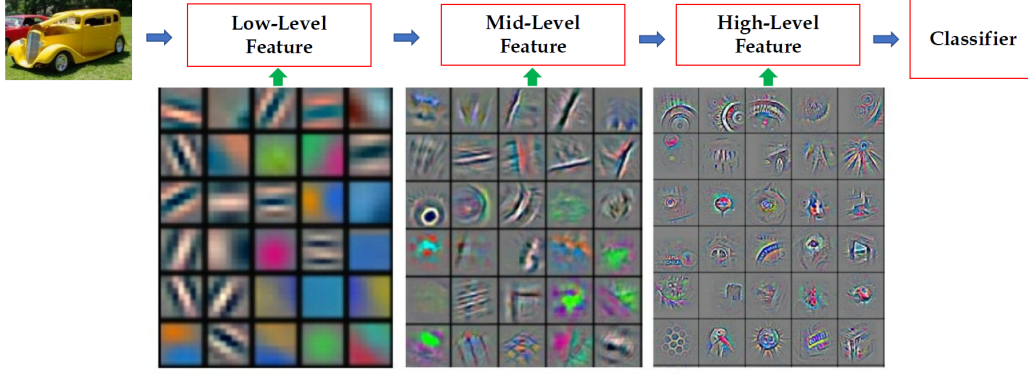 Low-Level
Feature
Mid-Level
Feature
High-Level
Feature
Classifier